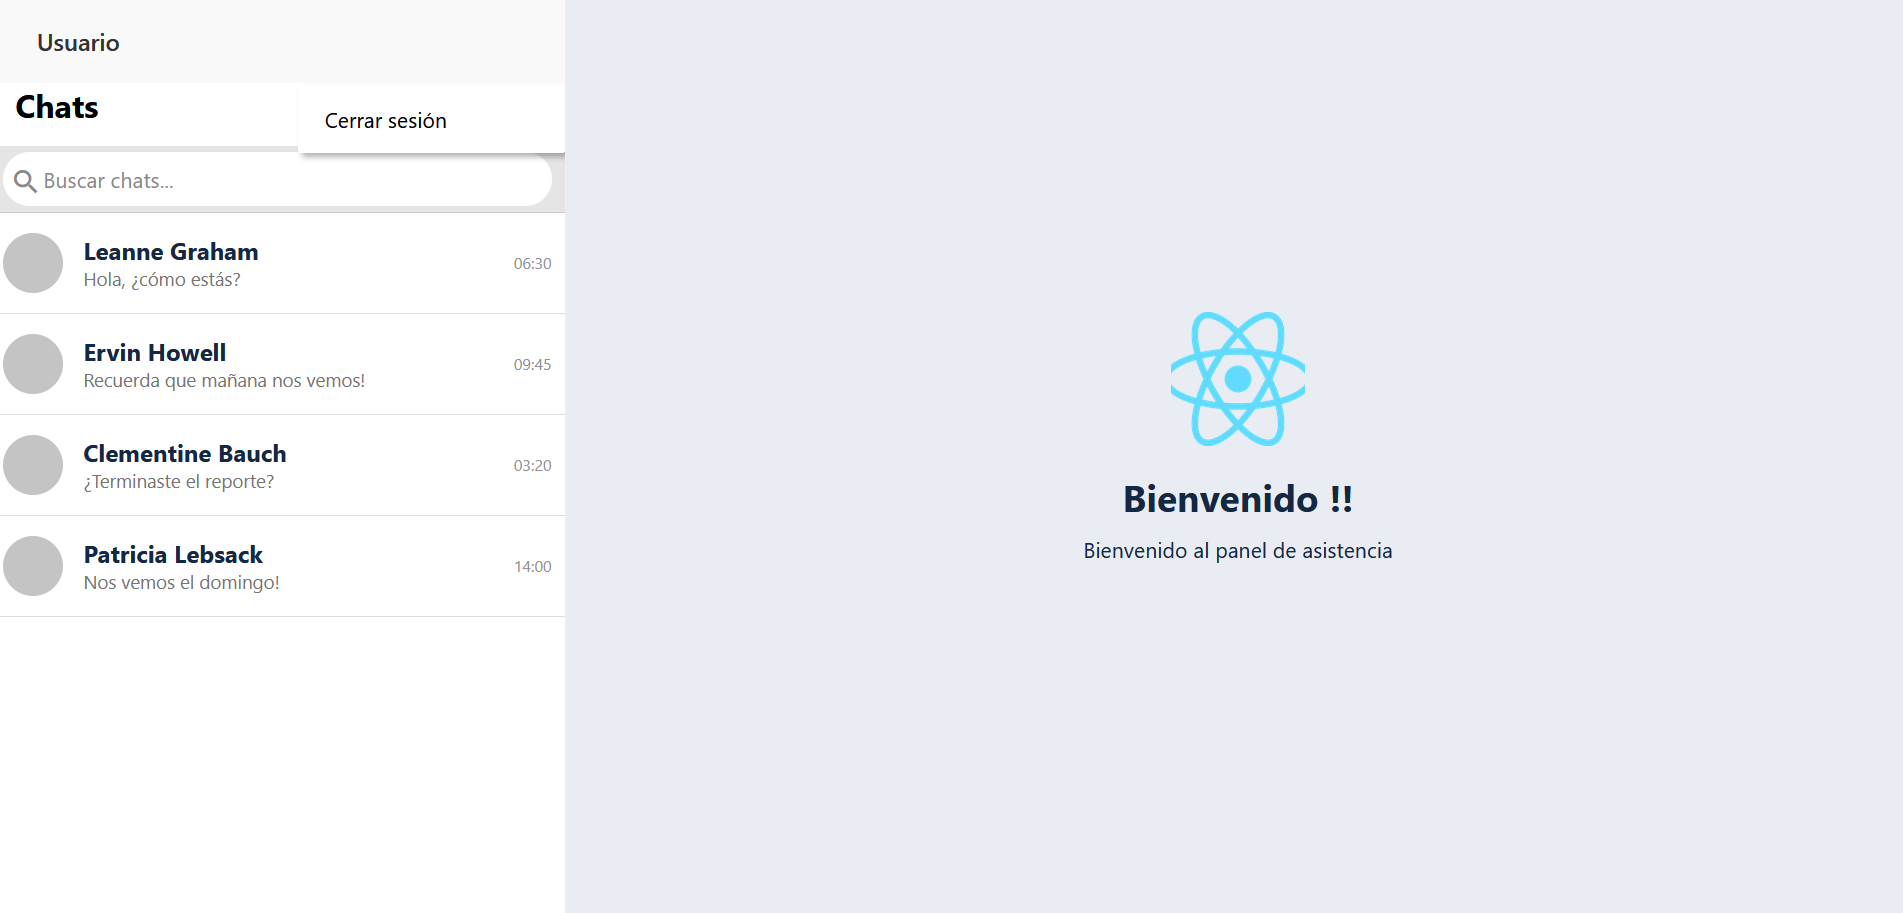 Usuario
Chats
Cerrar sesión
Buscar chats...
Leanne Graham
Hola, ¿cómo estás?
06:30
Ervin Howell
Recuerda que mañana nos vemos!
09:45
Clementine Bauch
¿Terminaste el reporte?
03:20
Patricia Lebsack
Nos vemos el domingo!
14:00
Bienvenido !!
Bienvenido al panel de asistencia